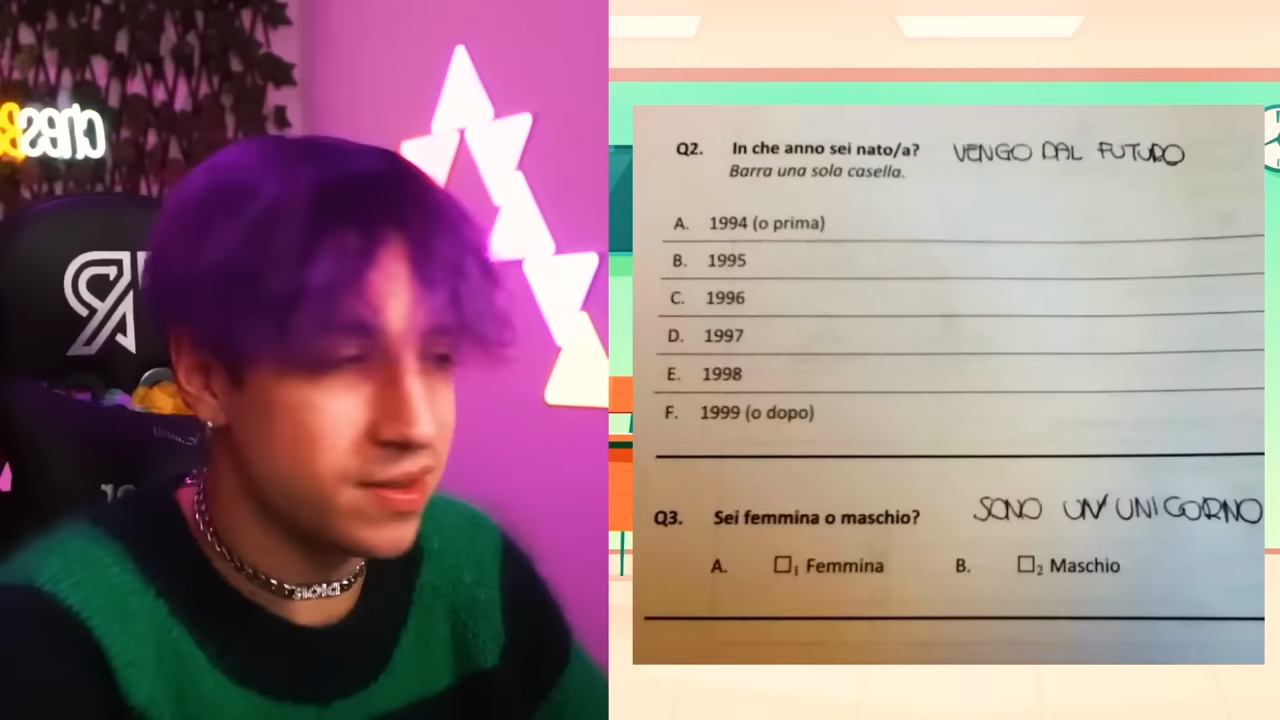 Q2. In che anno sei nato/a? VENGO DAL FUTURO
Barra una sola casella.
A. 1994 (o prima)
B. 1995
C. 1996
D. 1997
E. 1998
F. 1999 (o dopo)
Q3. Sei femmina o maschio? SONO UN' UNICORNO
A. □₁ Femmina B. □₂ Maschio